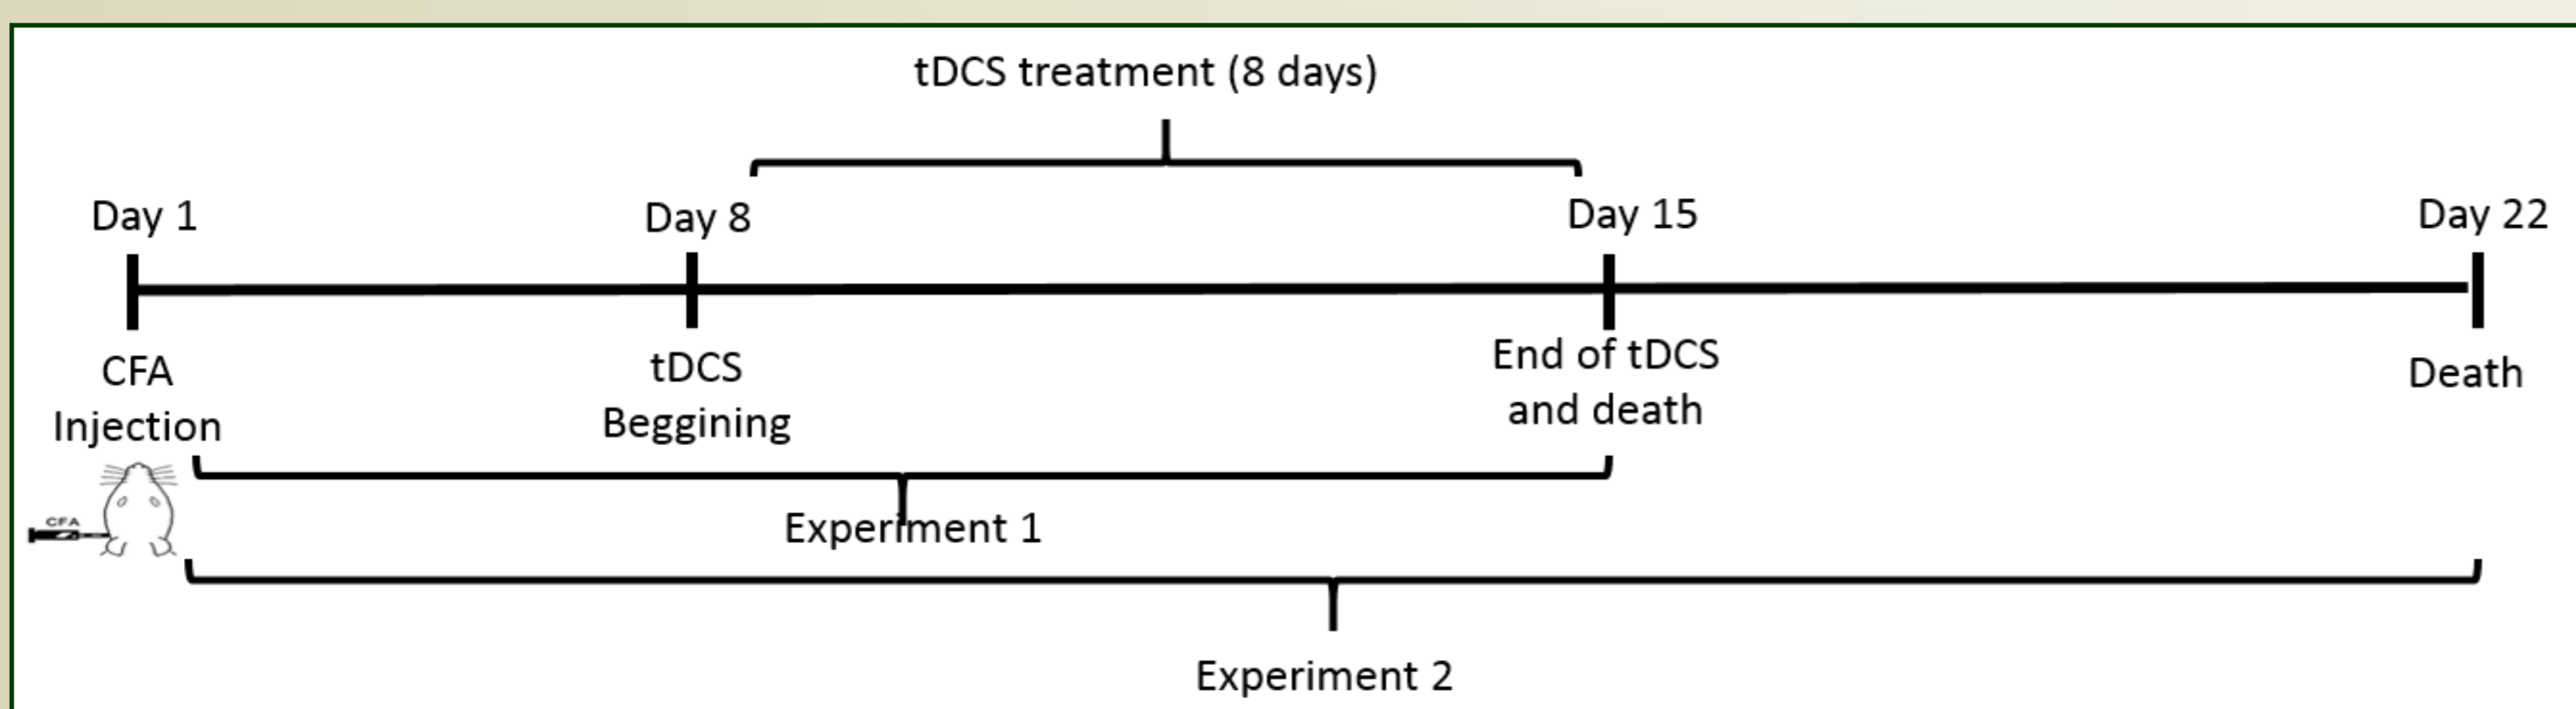 tDCS treatment (8 days)
Day 1
Day 8
Day 15
Day 22
CFA
Injection
tDCS
Beggining
End of tDCS
and death
Death
CFA
Experiment 1
Experiment 2